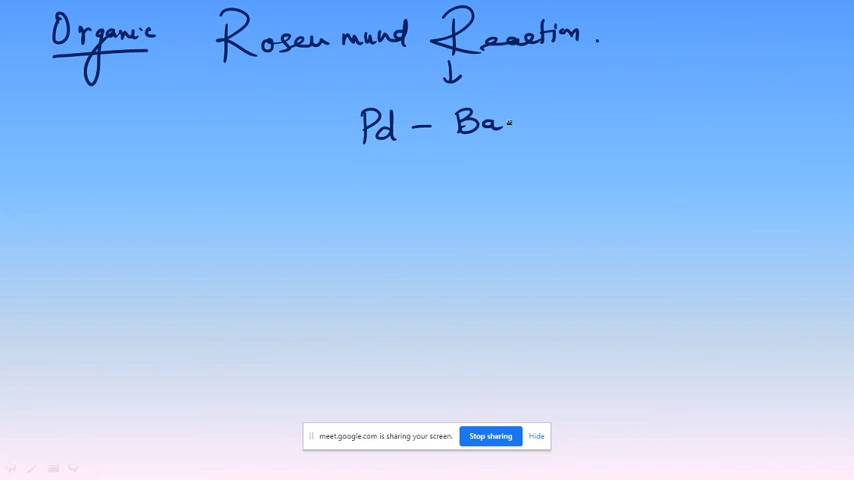 Organic Rosenmund Reaction.
↓
Pd - Ba
meet.google.com is sharing your screen. Stop sharing Hide